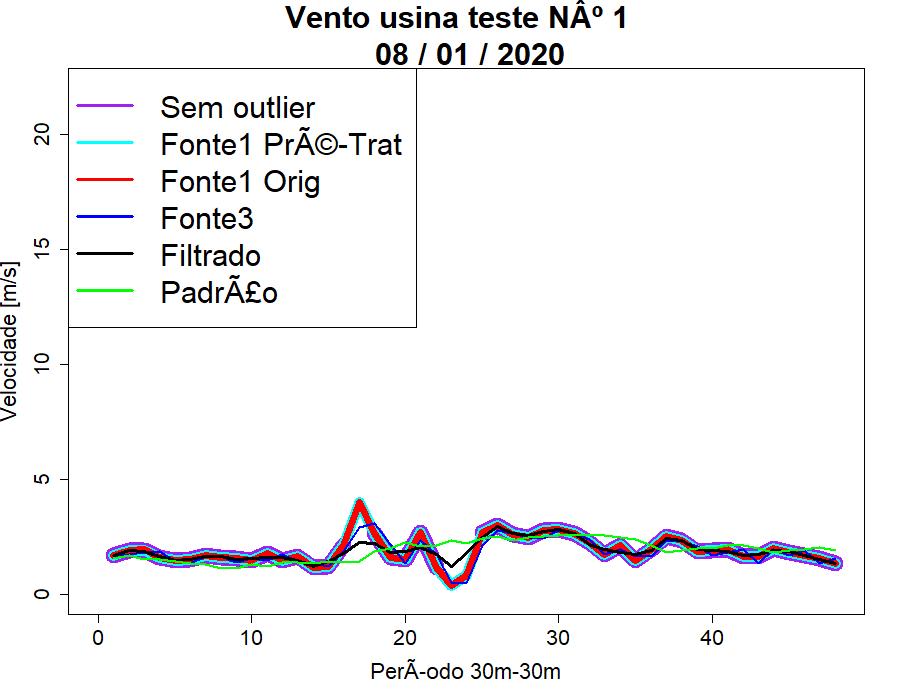 Vento usina teste NÂº 1
08 / 01 / 2020
Sem outlier
Fonte1 PrÃ©-Trat
Fonte1 Orig
Fonte3
Filtrado
PadrÃ£o
Velocidade [m/s]
20
15
10
5
0
0 10 20 30 40
PerÃ-odo 30m-30m